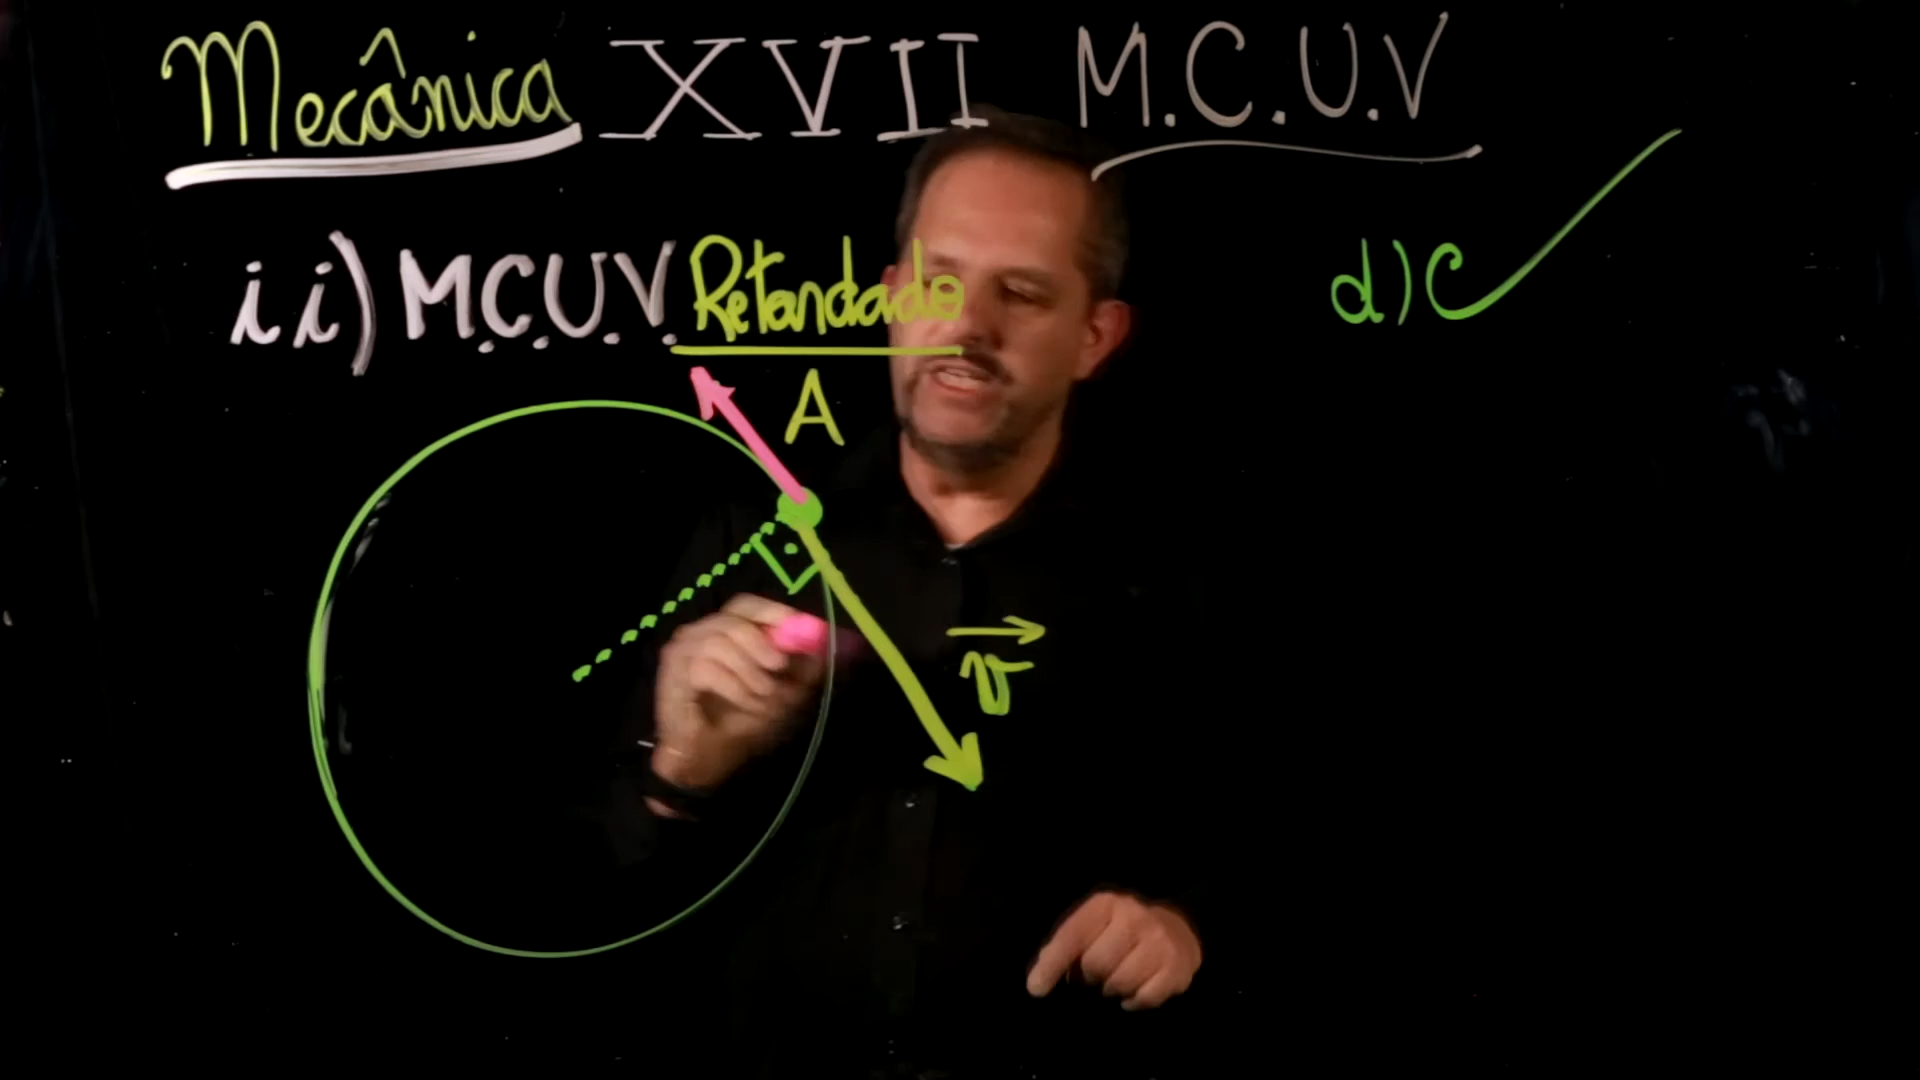 Mecânica XVII M.C.U.V
ii) M.C.U.V. Retardado
d) C
A
v